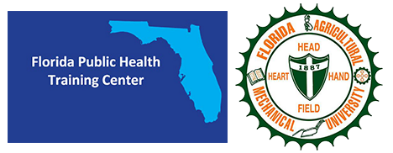 Florida Public Health
Training Center
FLORIDA AGRICULTURAL
MECHANICAL UNIVERSITY
HEAD
1887
HEART
HAND
FIELD